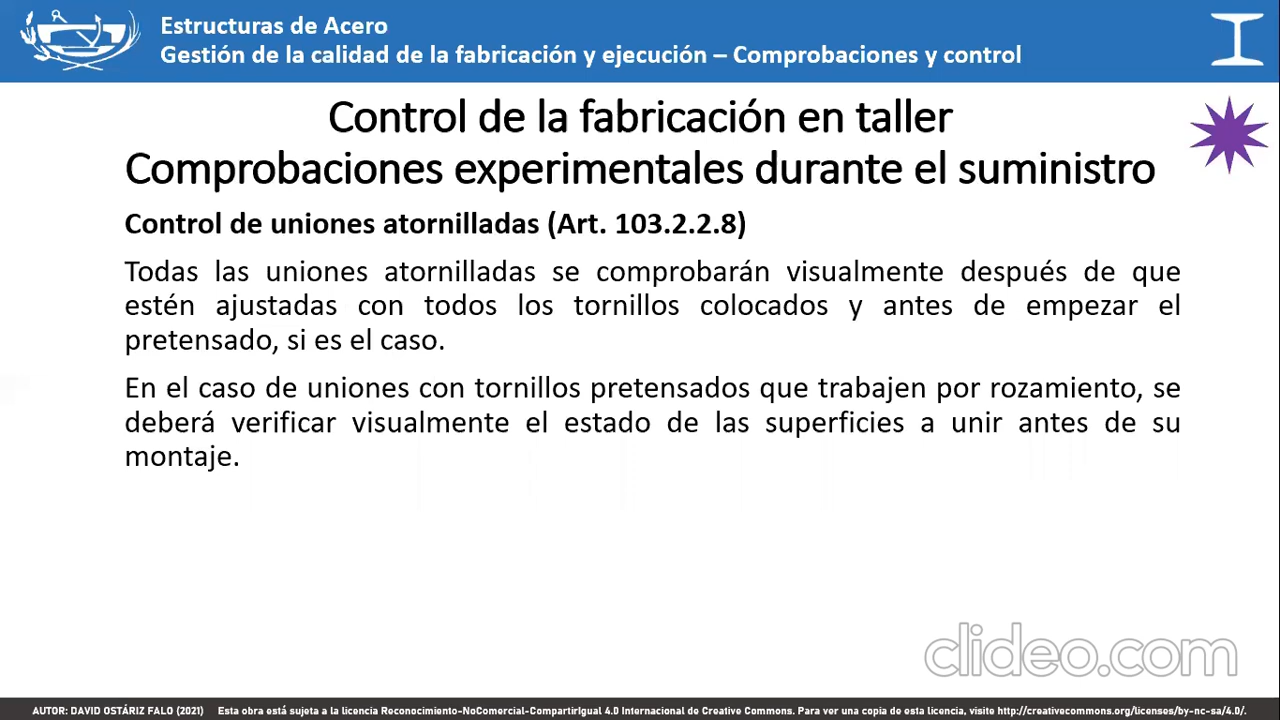 Estructuras de Acero
Gestión de la calidad de la fabricación y ejecución – Comprobaciones y control
Control de la fabricación en taller
Comprobaciones experimentales durante el suministro
Control de uniones atornilladas (Art. 103.2.2.8)
Todas las uniones atornilladas se comprobarán visualmente después de que
estén ajustadas con todos los tornillos colocados y antes de empezar el
pretensado, si es el caso.
En el caso de uniones con tornillos pretensados que trabajen por rozamiento, se
deberá verificar visualmente el estado de las superficies a unir antes de su
montaje.
clideo.com
AUTOR: DAVID OSTÁRIZ FALO (2021) Esta obra está sujeta a la licencia Reconocimiento-NoComercial-CompartirIgual 4.0 Internacional de Creative Commons. Para ver una copia de esta licencia, visite http://creativecommons.org/licenses/by-nc-sa/4.0/.